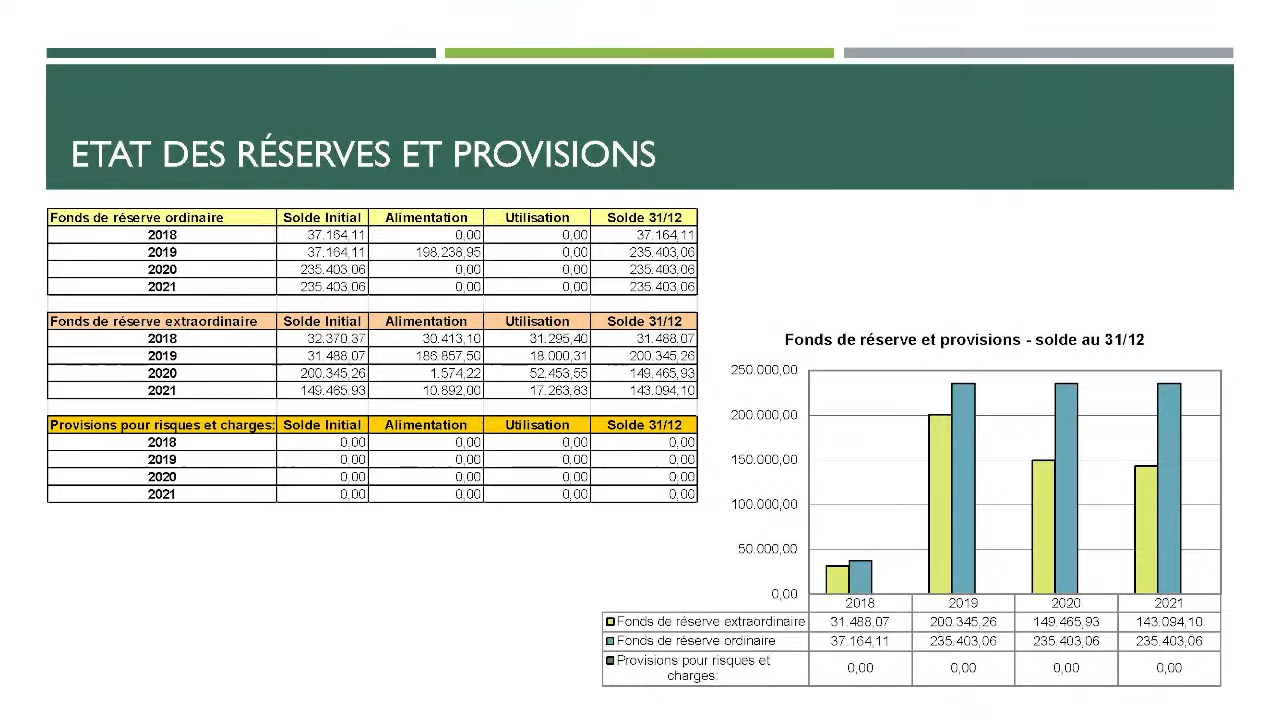 ETAT DES RÉSERVES ET PROVISIONS
Fonds de réserve ordinaire Solde Initial Alimentation Utilisation Solde 31/12
2018 37.164,11 0,00 0,00 37.164,11
2019 37.164,11 198.238,95 0,00 235.403,06
2020 235.403,06 0,00 0,00 235.403,06
2021 235.403,06 0,00 0,00 235.403,06
Fonds de réserve extraordinaire Solde Initial Alimentation Utilisation Solde 31/12
2018 32.370,37 30.413,10 31.295,40 31.488,07
2019 31.488,07 186.857,50 18.000,31 200.345,26
2020 200.345,26 1.574,22 52.453,55 149.465,93
2021 149.465,93 10.892,00 17.263,83 143.094,10
Provisions pour risques et charges: Solde Initial Alimentation Utilisation Solde 31/12
2018 0,00 0,00 0,00 0,00
2019 0,00 0,00 0,00 0,00
2020 0,00 0,00 0,00 0,00
2021 0,00 0,00 0,00 0,00
Fonds de réserve et provisions - solde au 31/12
250.000,00
200.000,00
150.000,00
100.000,00
50.000,00
0,00
2018 2019 2020 2021
Fonds de réserve extraordinaire 31.488,07 200.345,26 149.465,93 143.094,10
Fonds de réserve ordinaire 37.164,11 235.403,06 235.403,06 235.403,06
Provisions pour risques et
charges: 0,00 0,00 0,00 0,00